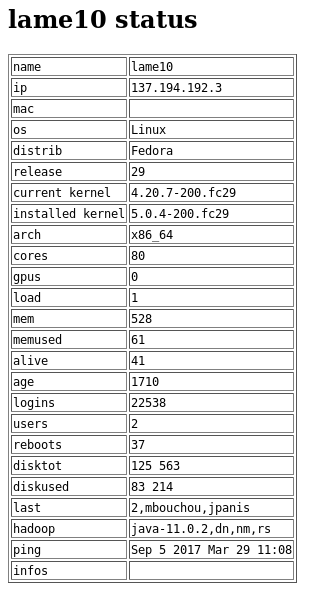 lame10 status
name lame10
ip 137.194.192.3
mac
os Linux
distrib Fedora
release 29
current kernel 4.20.7-200.fc29
installed kernel 5.0.4-200.fc29
arch x86_64
cores 80
gpus 0
load 1
mem 528
memused 61
alive 41
age 1710
logins 22538
users 2
reboots 37
disktot 125 563
diskused 83 214
last 2,mbouchou,jpanis
hadoop java-11.0.2,dn,nm,rs
ping Sep 5 2017 Mar 29 11:08
infos